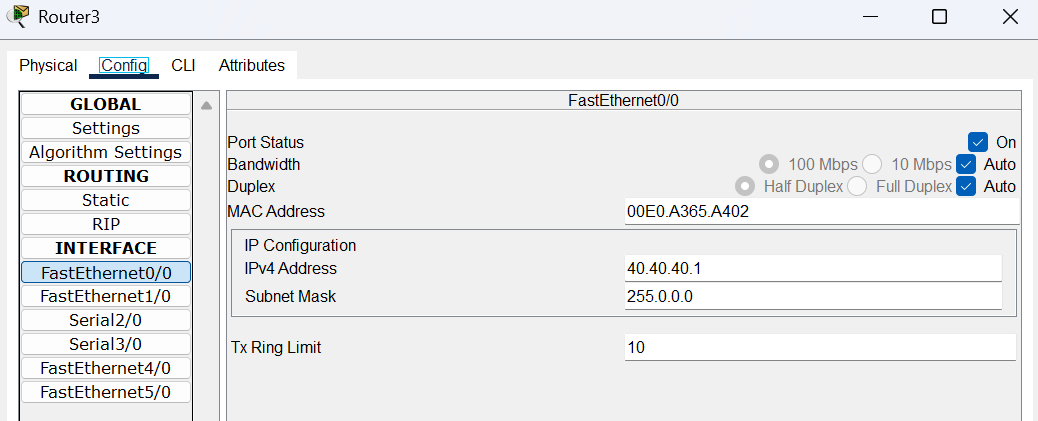 Router3
Physical Config CLI Attributes
GLOBAL
Settings
Algorithm Settings
ROUTING
Static
RIP
INTERFACE
FastEthernet0/0
FastEthernet1/0
Serial2/0
Serial3/0
FastEthernet4/0
FastEthernet5/0
FastEthernet0/0
Port Status On
Bandwidth 100 Mbps 10 Mbps Auto
Duplex Half Duplex Full Duplex Auto
MAC Address 00E0.A365.A402
IP Configuration
IPv4 Address 40.40.40.1
Subnet Mask 255.0.0.0
Tx Ring Limit 10